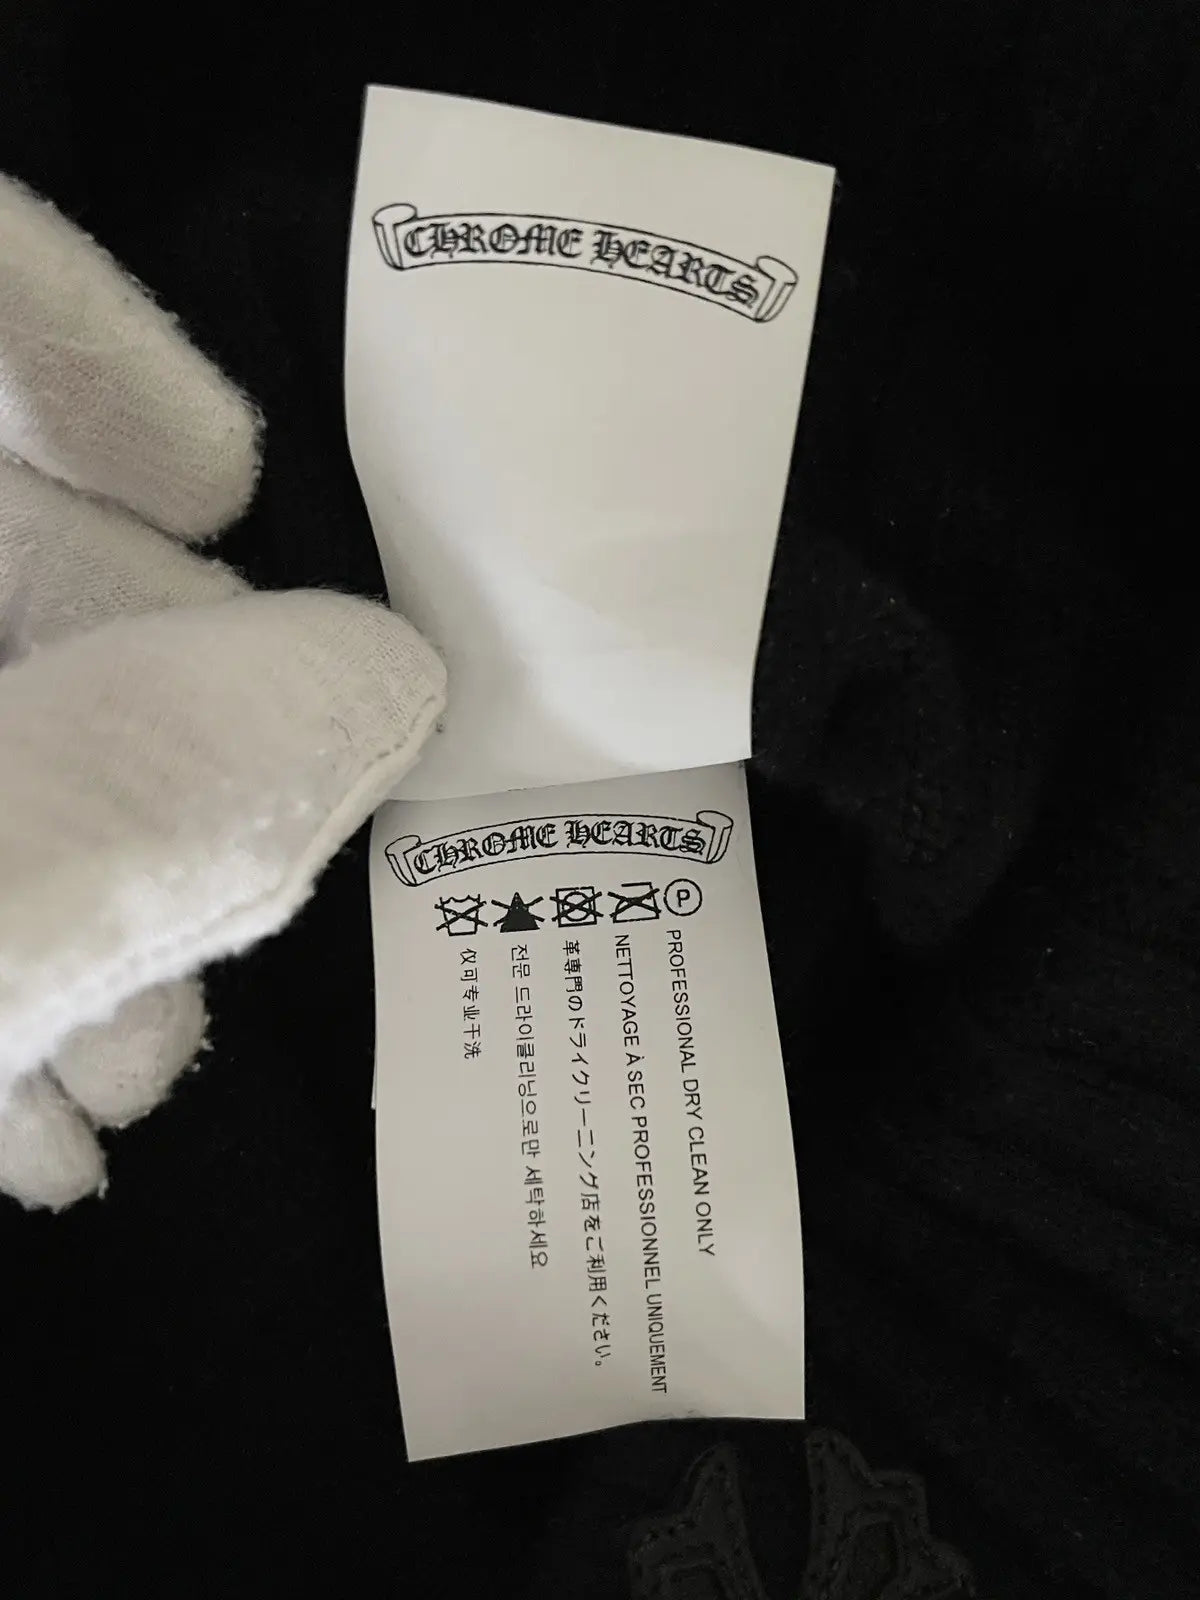 CHROME HEARTS
CHROME HEARTS
P
PROFESSIONAL DRY CLEAN ONLY
NETTOYAGE À SEC PROFESSIONNEL UNIQUEMENT
革専門のドライクリーニング店をご利用ください。
전문 드라이클리닝으로만 세탁하세요
仅可专业干洗